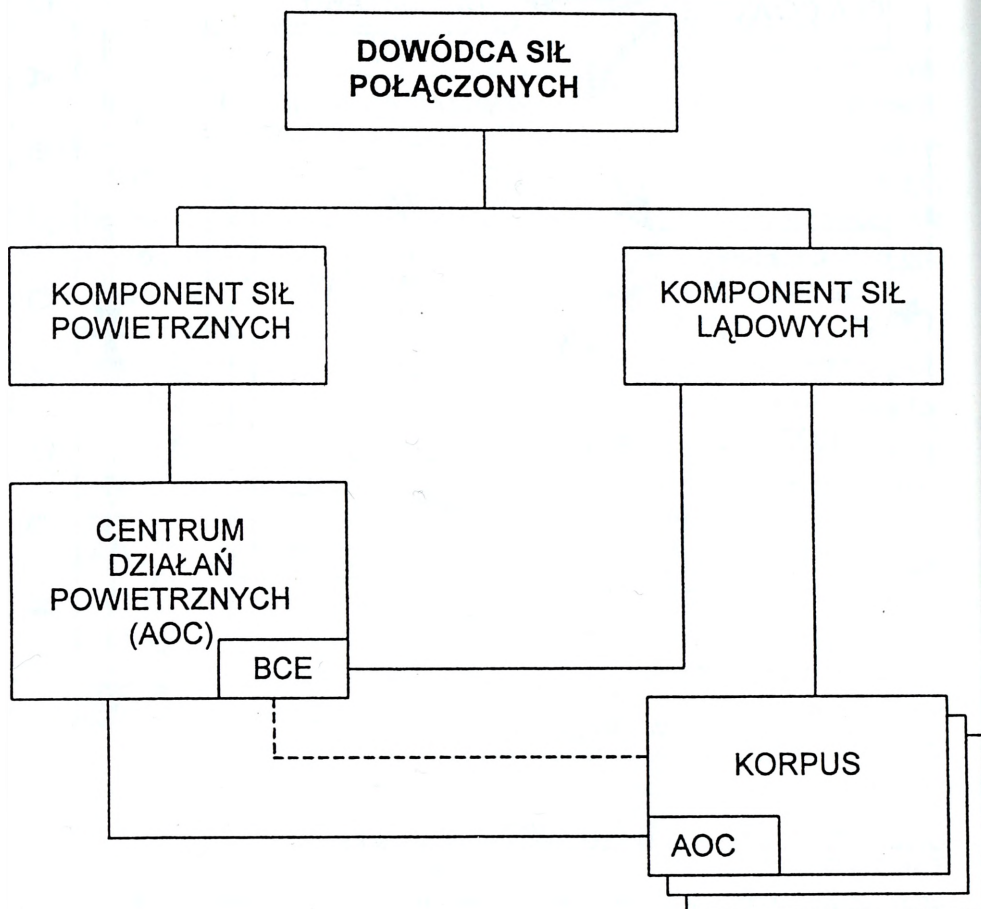 DOWÓDCA SIŁ
POŁĄCZONYCH
KOMPONENT SIŁ
POWIETRZNYCH
KOMPONENT SIŁ
LĄDOWYCH
CENTRUM
DZIAŁAŃ
POWIETRZNYCH
(AOC)
BCE
KORPUS
AOC